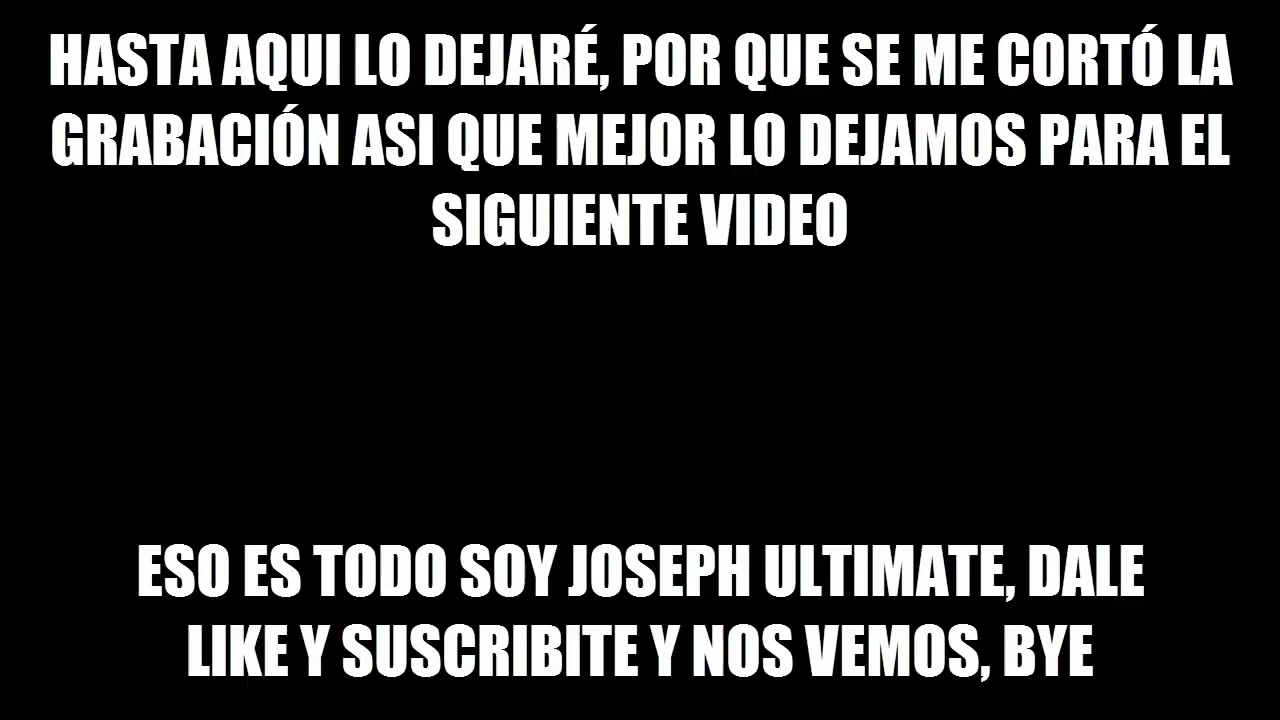 HASTA AQUI LO DEJARÉ, POR QUE SE ME CORTÓ LA
GRABACIÓN ASI QUE MEJOR LO DEJAMOS PARA EL
SIGUIENTE VIDEO
ESO ES TODO SOY JOSEPH ULTIMATE, DALE
LIKE Y SUSCRIBITE Y NOS VEMOS, BYE